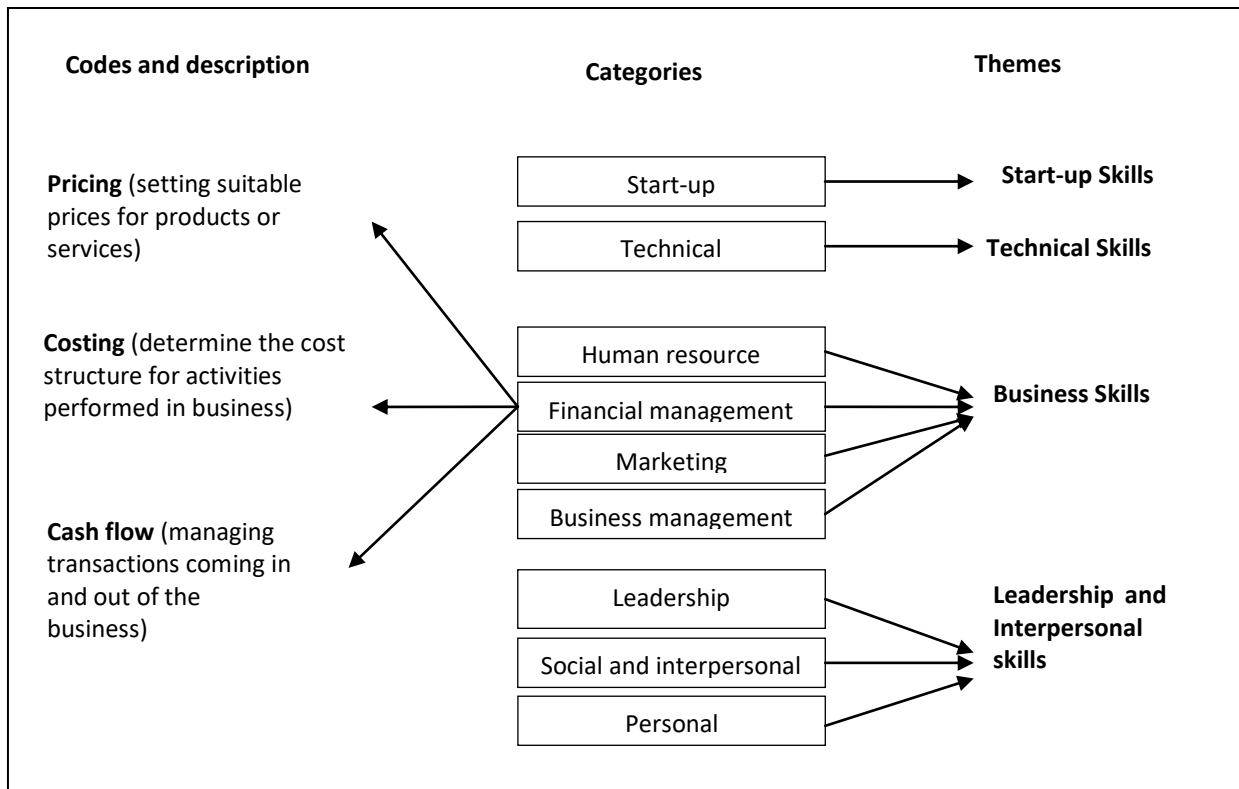 Codes and description
Categories
Themes
Pricing (setting suitable
prices for products or
services)
Costing (determine the cost
structure for activities
performed in business)
Cash flow (managing
transactions coming in
and out of the
business)
Start-up
Technical
Human resource
Financial management
Marketing
Business management
Leadership
Social and interpersonal
Personal
Start-up Skills
Technical Skills
Business Skills
Leadership and
Interpersonal
skills